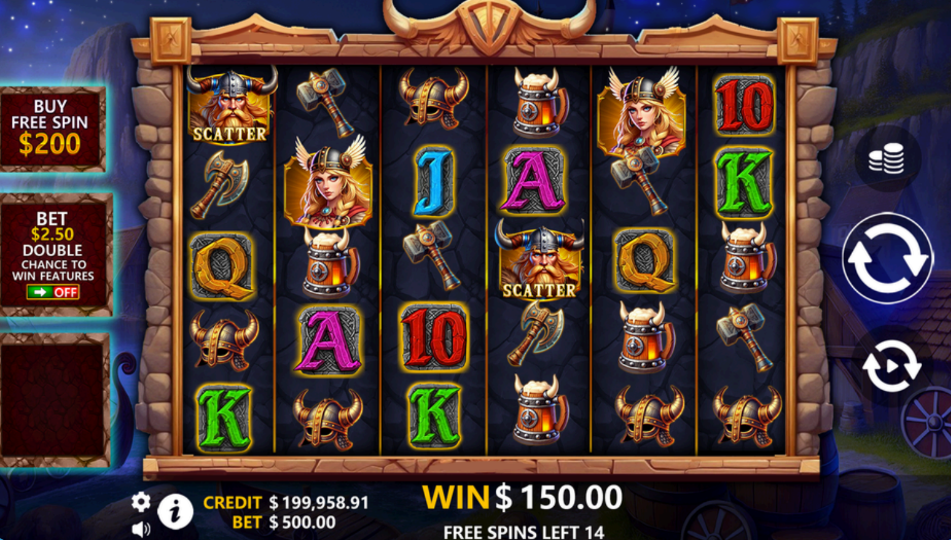 BUY
FREE SPIN
$200
BET
$2.50
DOUBLE
CHANCE TO
WIN FEATURES
OFF
SCATTER
10
J
A
K
Q
SCATTER
Q
A
10
K
K
i
CREDIT $199,958.91
BET $500.00
WIN $150.00
FREE SPINS LEFT 14